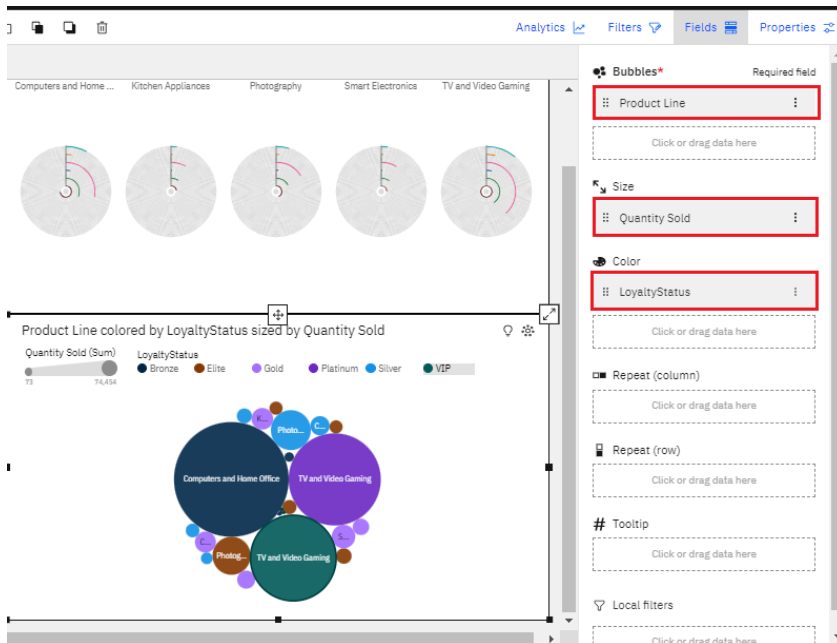 Analytics Filters Fields Properties
Computers and Home ... Kitchen Appliances Photography Smart Electronics TV and Video Gaming
Product Line colored by LoyaltyStatus sized by Quantity Sold
Quantity Sold (Sum)
73 74,454
LoyaltyStatus
Bronze Elite Gold Platinum Silver VIP
K...
Photo...
C...
Computers and Home Office
TV and Video Gaming
C...
S...
Photog...
TV and Video Gaming
Bubbles* Required field
Product Line
Click or drag data here
Size
Quantity Sold
Color
LoyaltyStatus
Click or drag data here
Repeat (column)
Click or drag data here
Repeat (row)
Click or drag data here
# Tooltip
Click or drag data here
Local filters
Click or drag data here